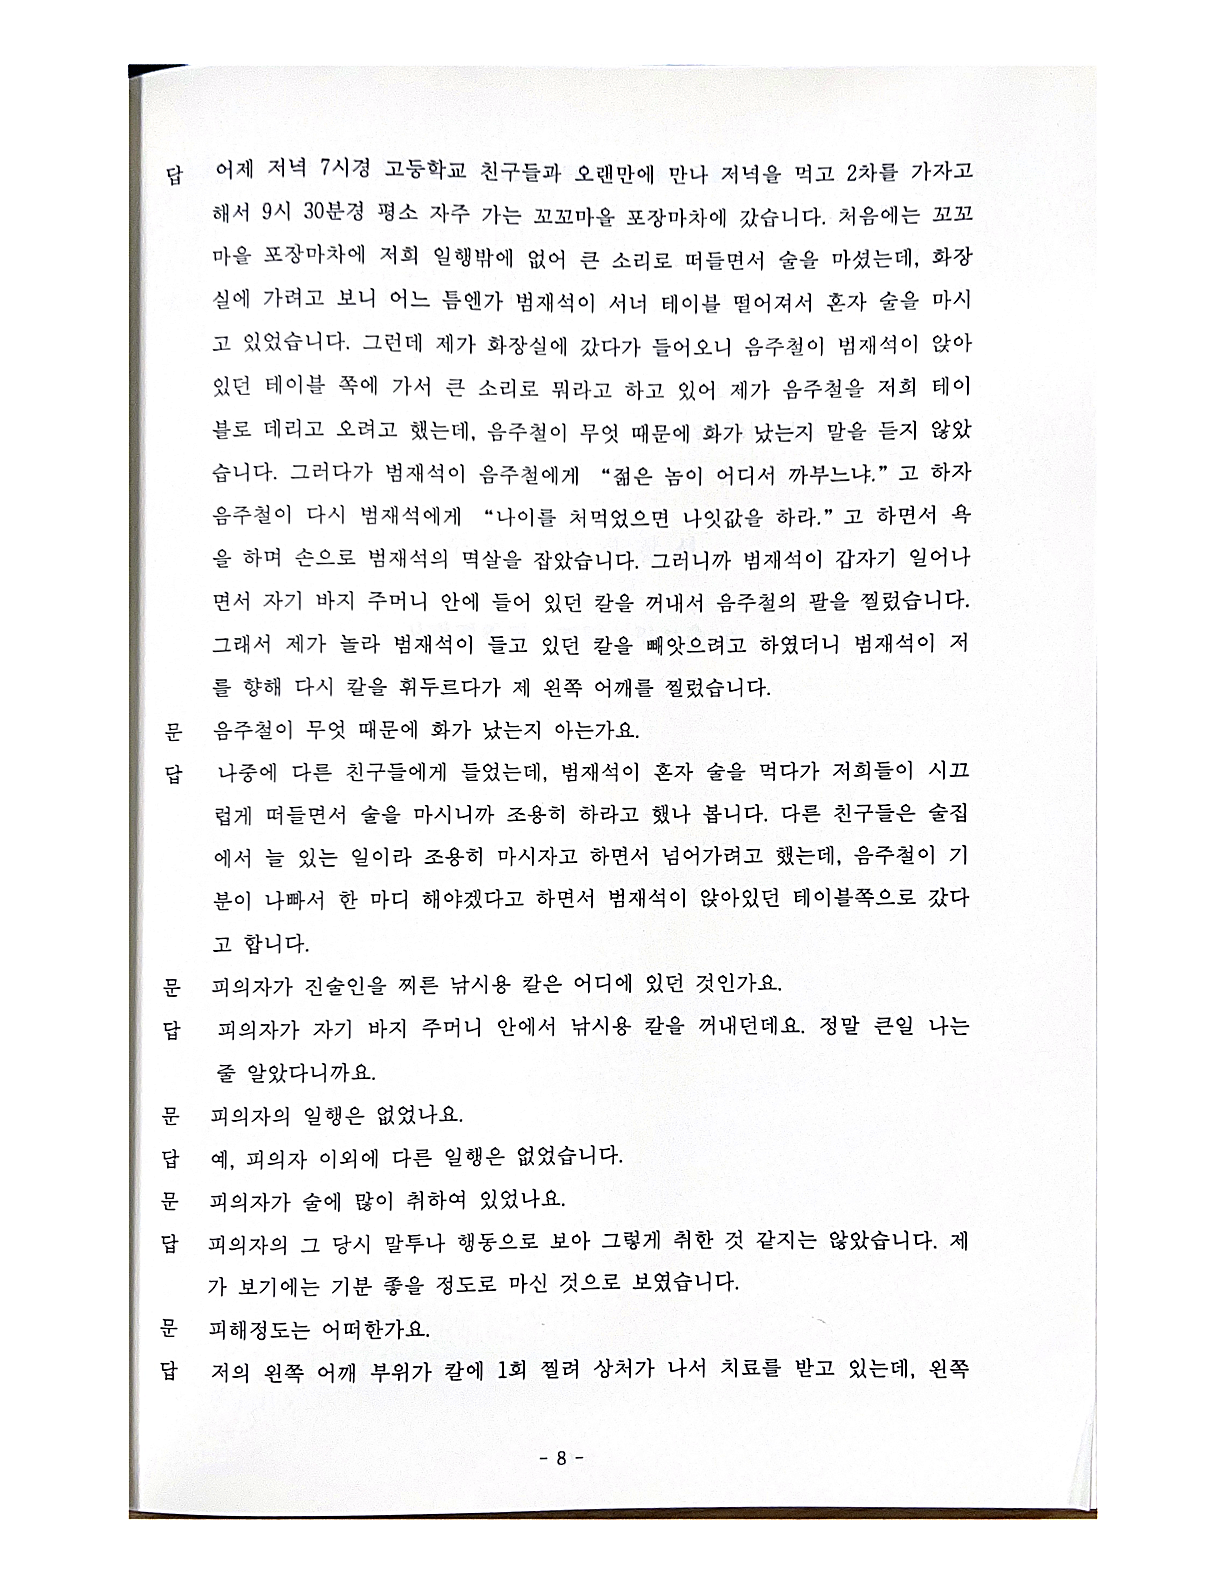 답 어제 저녁 7시경 고등학교 친구들과 오랜만에 만나 저녁을 먹고 2차를 가자고
해서 9시 30분경 평소 자주 가는 꼬꼬마을 포장마차에 갔습니다. 처음에는 꼬꼬
마을 포장마차에 저희 일행밖에 없어 큰 소리로 떠들면서 술을 마셨는데, 화장
실에 가려고 보니 어느 틈엔가 범재석이 서너 테이블 떨어져서 혼자 술을 마시
고 있었습니다. 그런데 제가 화장실에 갔다가 들어오니 음주철이 범재석이 앉아
있던 테이블 쪽에 가서 큰 소리로 뭐라고 하고 있어 제가 음주철을 저희 테이
블로 데리고 오려고 했는데, 음주철이 무엇 때문에 화가 났는지 말을 듣지 않았
습니다. 그러다가 범재석이 음주철에게 “젊은 놈이 어디서 까부느냐.”고 하자
음주철이 다시 범재석에게 “나이를 처먹었으면 나잇값을 하라.”고 하면서 욕
을 하며 손으로 범재석의 멱살을 잡았습니다. 그러니까 범재석이 갑자기 일어나
면서 자기 바지 주머니 안에 들어 있던 칼을 꺼내서 음주철의 팔을 찔렀습니다.
그래서 제가 놀라 범재석이 들고 있던 칼을 빼앗으려고 하였더니 범재석이 저
를 향해 다시 칼을 휘두르다가 제 왼쪽 어깨를 찔렀습니다.
문 음주철이 무엇 때문에 화가 났는지 아는가요.
답 나중에 다른 친구들에게 들었는데, 범재석이 혼자 술을 먹다가 저희들이 시끄
럽게 떠들면서 술을 마시니까 조용히 하라고 했나 봅니다. 다른 친구들은 술집
에서 늘 있는 일이라 조용히 마시자고 하면서 넘어가려고 했는데, 음주철이 기
분이 나빠서 한 마디 해야겠다고 하면서 범재석이 앉아있던 테이블쪽으로 갔다
고 합니다.
문 피의자가 진술인을 찌른 낚시용 칼은 어디에 있던 것인가요.
답 피의자가 자기 바지 주머니 안에서 낚시용 칼을 꺼내던데요. 정말 큰일 나는
줄 알았다니까요.
문 피의자의 일행은 없었나요.
답 예, 피의자 이외에 다른 일행은 없었습니다.
문 피의자가 술에 많이 취하여 있었나요.
답 피의자의 그 당시 말투나 행동으로 보아 그렇게 취한 것 같지는 않았습니다. 제
가 보기에는 기분 좋을 정도로 마신 것으로 보였습니다.
문 피해정도는 어떠한가요.
답 저의 왼쪽 어깨 부위가 칼에 1회 찔려 상처가 나서 치료를 받고 있는데, 왼쪽
- 8 -